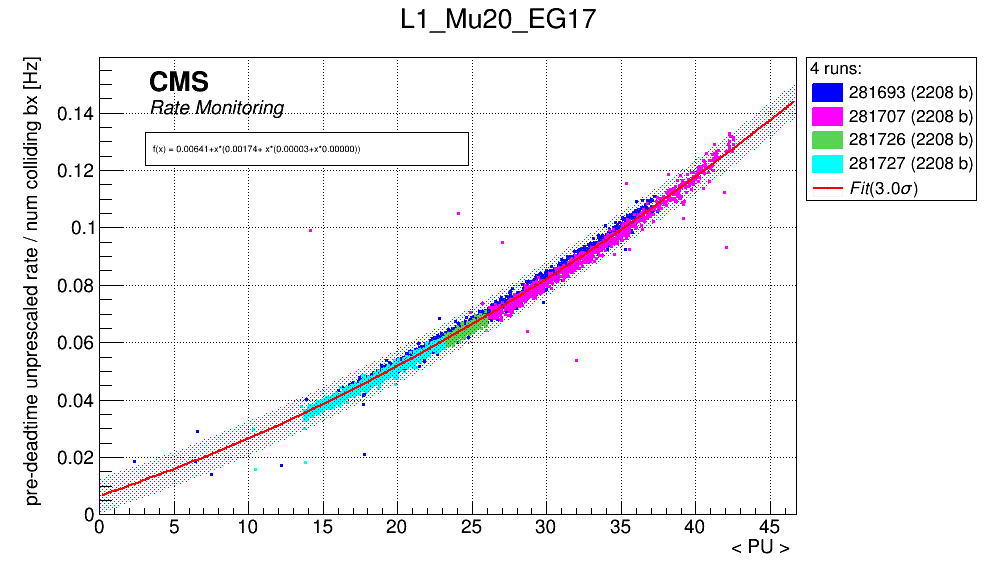 L1_Mu20_EG17
pre-deadtime unprescaled rate / num colliding bx [Hz]
CMS
Rate Monitoring
f(x) = 0.00641+x*(0.00174+ x*(0.00003+x*0.00000))
0.14
0.12
0.1
0.08
0.06
0.04
0.02
0
0 5 10 15 20 25 30 35 40 45
< PU >
4 runs:
281693 (2208 b)
281707 (2208 b)
281726 (2208 b)
281727 (2208 b)
Fit(3.0σ)